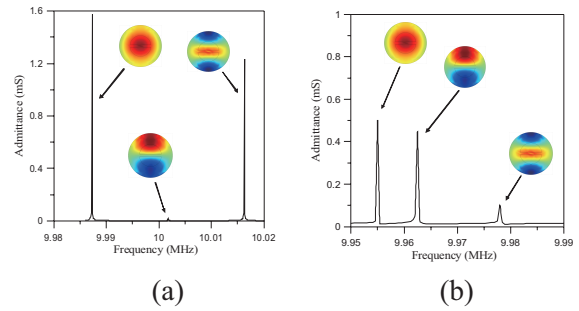 1.6
1.2
0.8
0.4
0
Admittance (mS)
9.98 9.99 10 10.01 10.02
Frequency (MHz)
(a)
1
0.8
0.6
0.4
0.2
0
Admittance (mS)
9.95 9.96 9.97 9.98 9.99
Frequency (MHz)
(b)